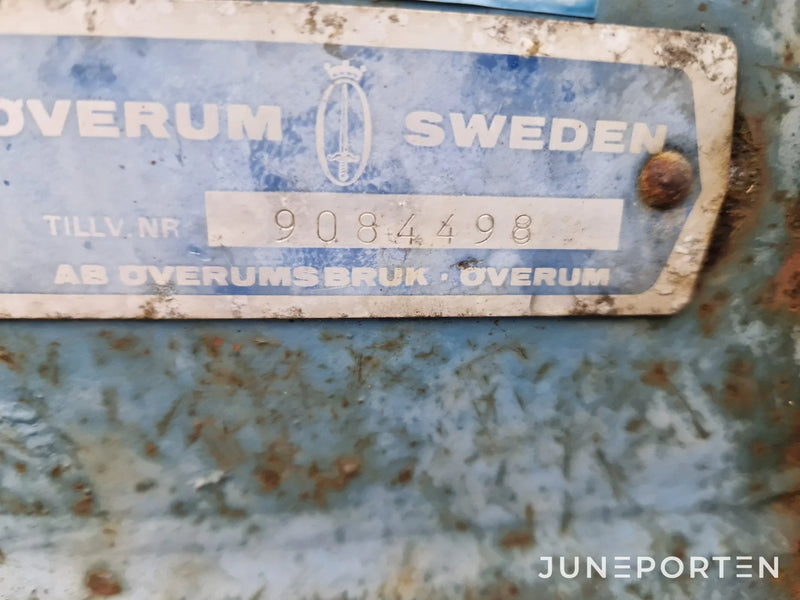 ÖVERUM SWEDEN
TILLV. NR 9084498
AB ÖVERUMSBRUK · ÖVERUM
JUNEPORTEN